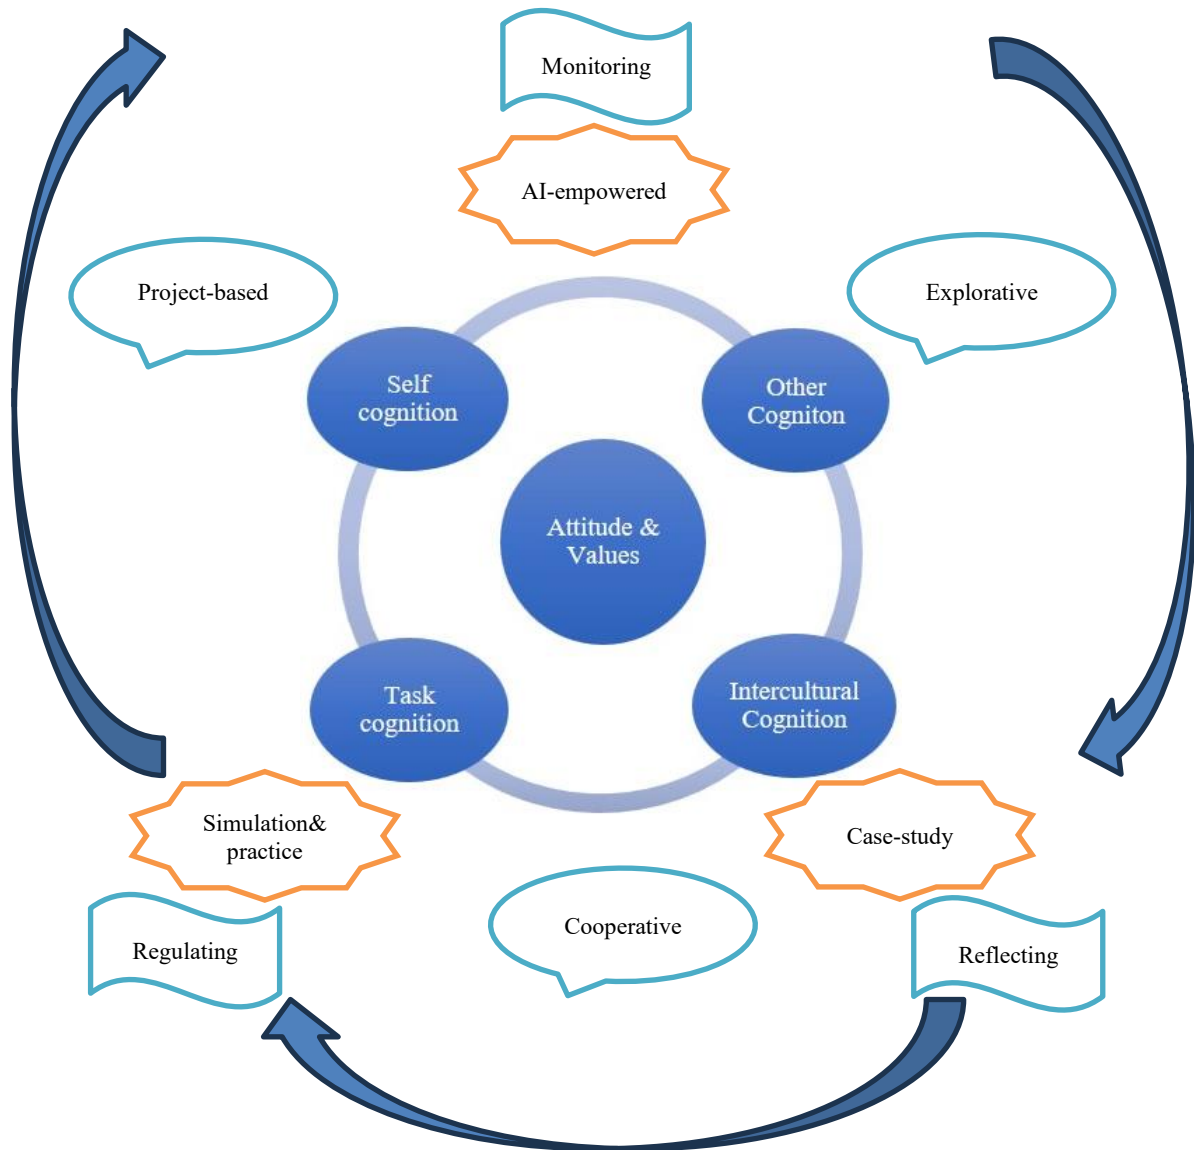 Monitoring
AI-empowered
Project-based
Explorative
Self
cognition
Other
Cogniton
Attitude &
Values
Task
cognition
Intercultural
Cognition
Simulation&
practice
Case-study
Regulating
Cooperative
Reflecting